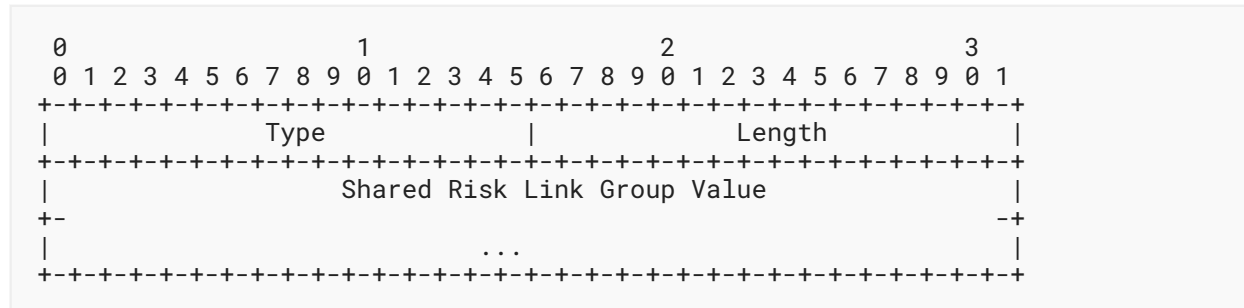 0                   1                   2                   3
 0 1 2 3 4 5 6 7 8 9 0 1 2 3 4 5 6 7 8 9 0 1 2 3 4 5 6 7 8 9 0 1
+-+-+-+-+-+-+-+-+-+-+-+-+-+-+-+-+-+-+-+-+-+-+-+-+-+-+-+-+-+-+-+-+
|              Type             |             Length            |
+-+-+-+-+-+-+-+-+-+-+-+-+-+-+-+-+-+-+-+-+-+-+-+-+-+-+-+-+-+-+-+-+
|                   Shared Risk Link Group Value                |
+-                                                             -+
|                            ...                                |
+-+-+-+-+-+-+-+-+-+-+-+-+-+-+-+-+-+-+-+-+-+-+-+-+-+-+-+-+-+-+-+-+